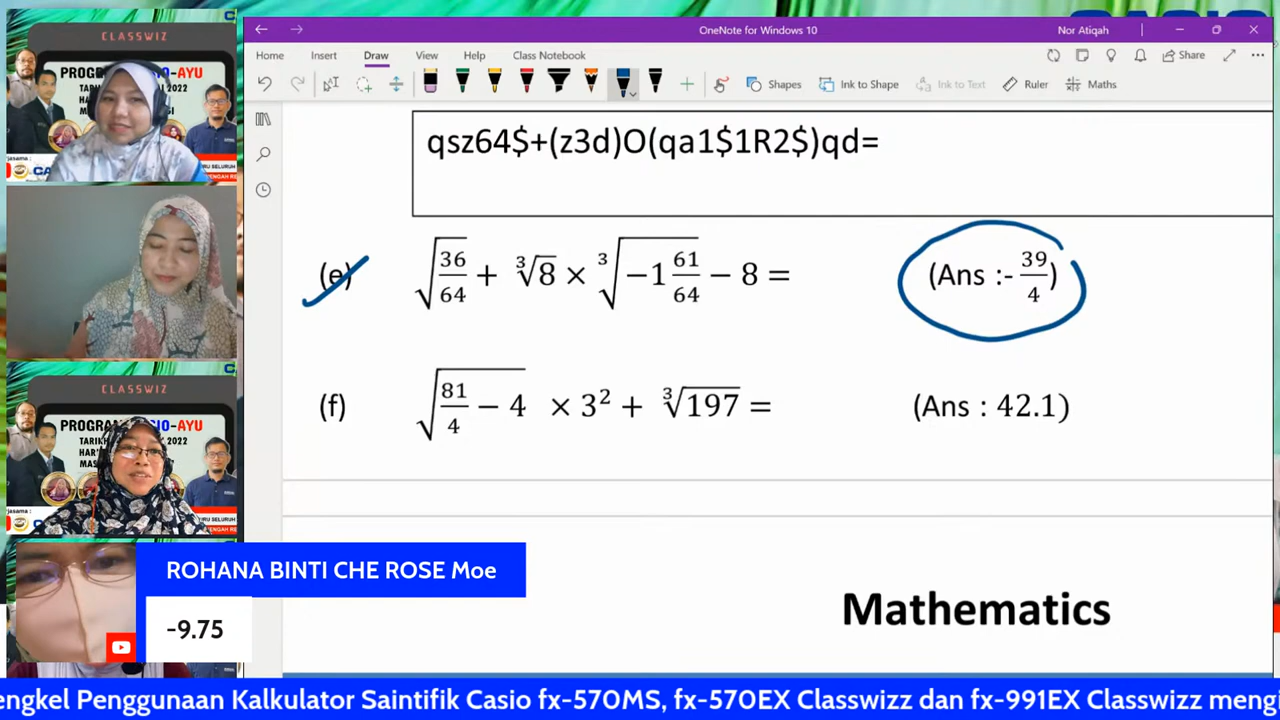 CLASSWIZ
OneNote for Windows 10
Nor Atiqah
Home Insert Draw View Help Class Notebook
Share
Shapes Ink to Shape Ink to Text Ruler Maths
qsz64$+(z3d)O(qa1$1R2$)qd=
(e) √(36/64) + ∛8 × ∛(−1 61/64) − 8 = (Ans :- 39/4)
(f) √(81/4 − 4) × 3² + ∛197 = (Ans : 42.1)
Mathematics
CLASSWIZ
ROHANA BINTI CHE ROSE Moe
-9.75
engkel Penggunaan Kalkulator Saintifik Casio fx-570MS, fx-570EX Classwizz dan fx-991EX Classwizz mengi